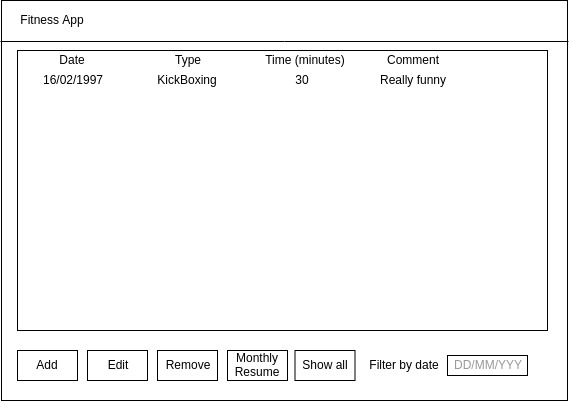 Fitness App
Date Type Time (minutes) Comment
16/02/1997 KickBoxing 30 Really funny
Add Edit Remove Monthly Resume Show all Filter by date DD/MM/YYY